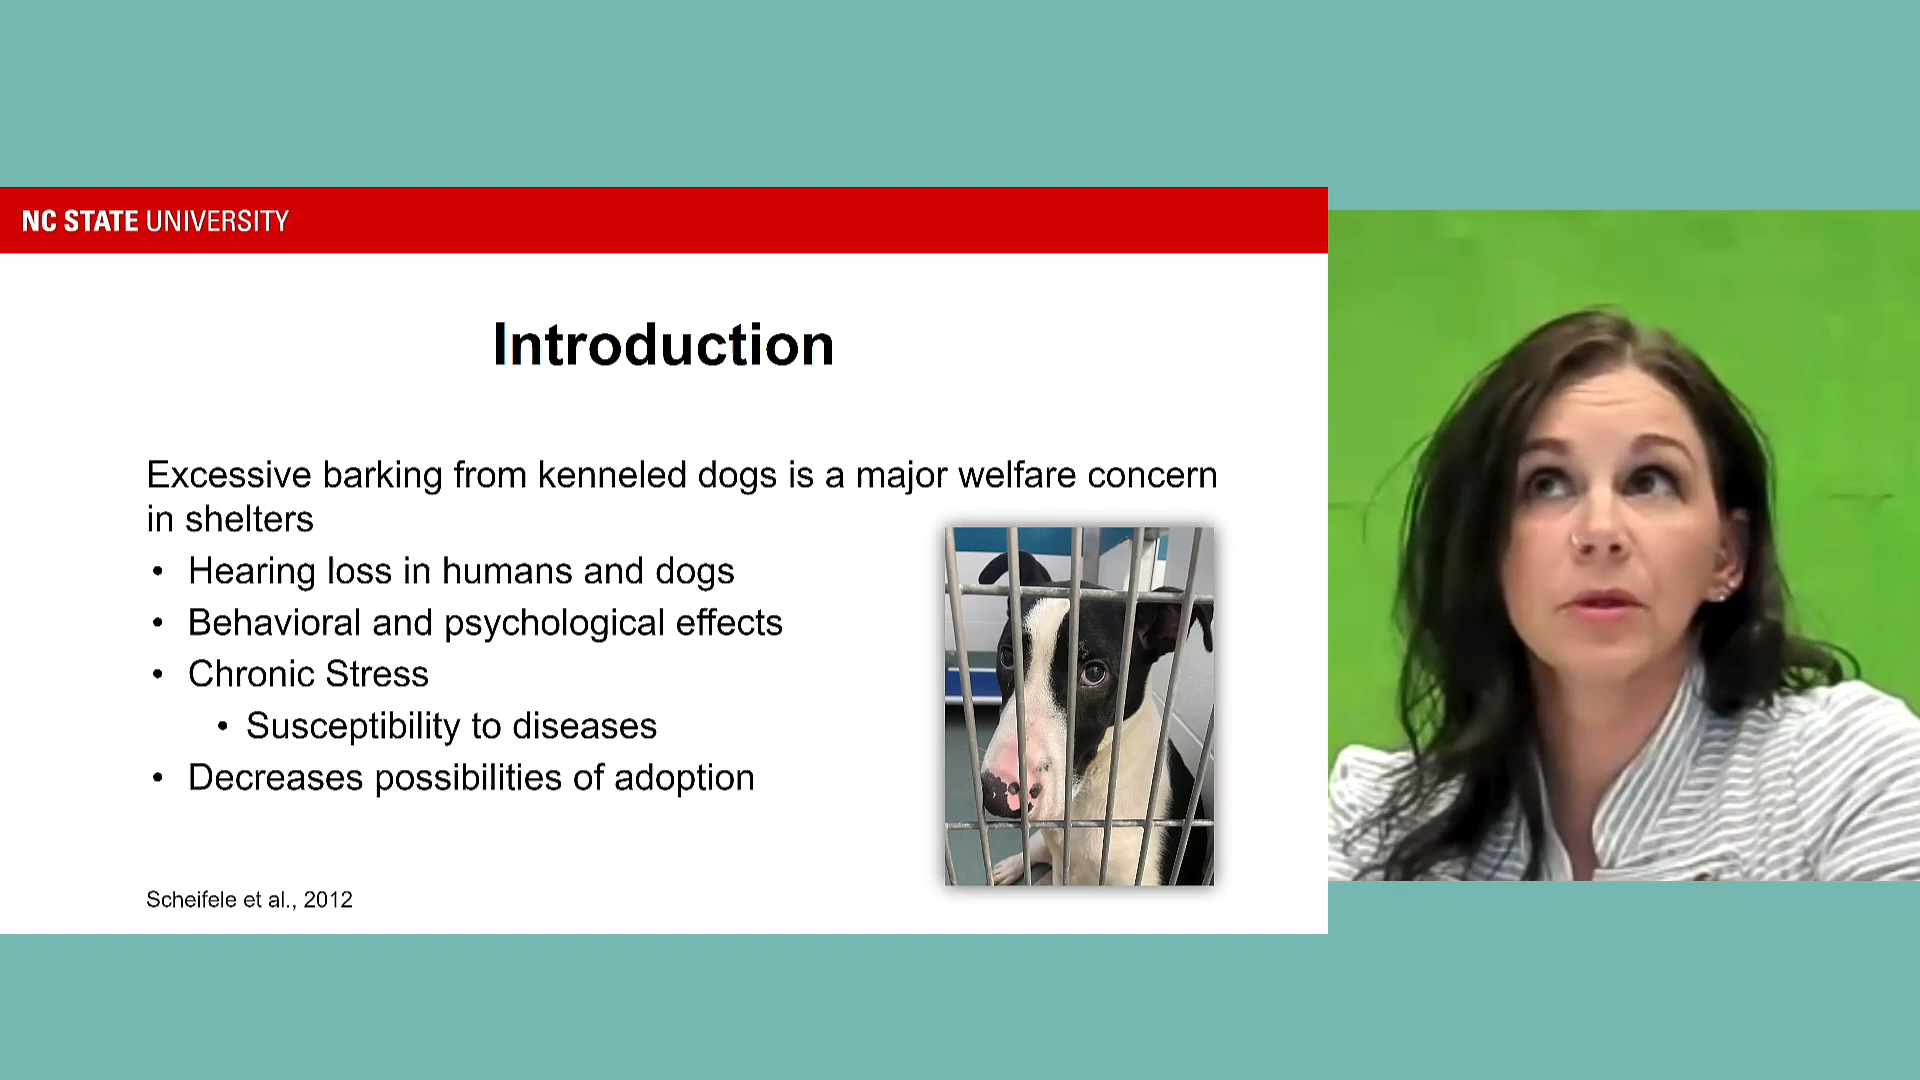 NC STATE UNIVERSITY
Introduction
Excessive barking from kenneled dogs is a major welfare concern
in shelters
• Hearing loss in humans and dogs
• Behavioral and psychological effects
• Chronic Stress
• Susceptibility to diseases
• Decreases possibilities of adoption
Scheifele et al., 2012